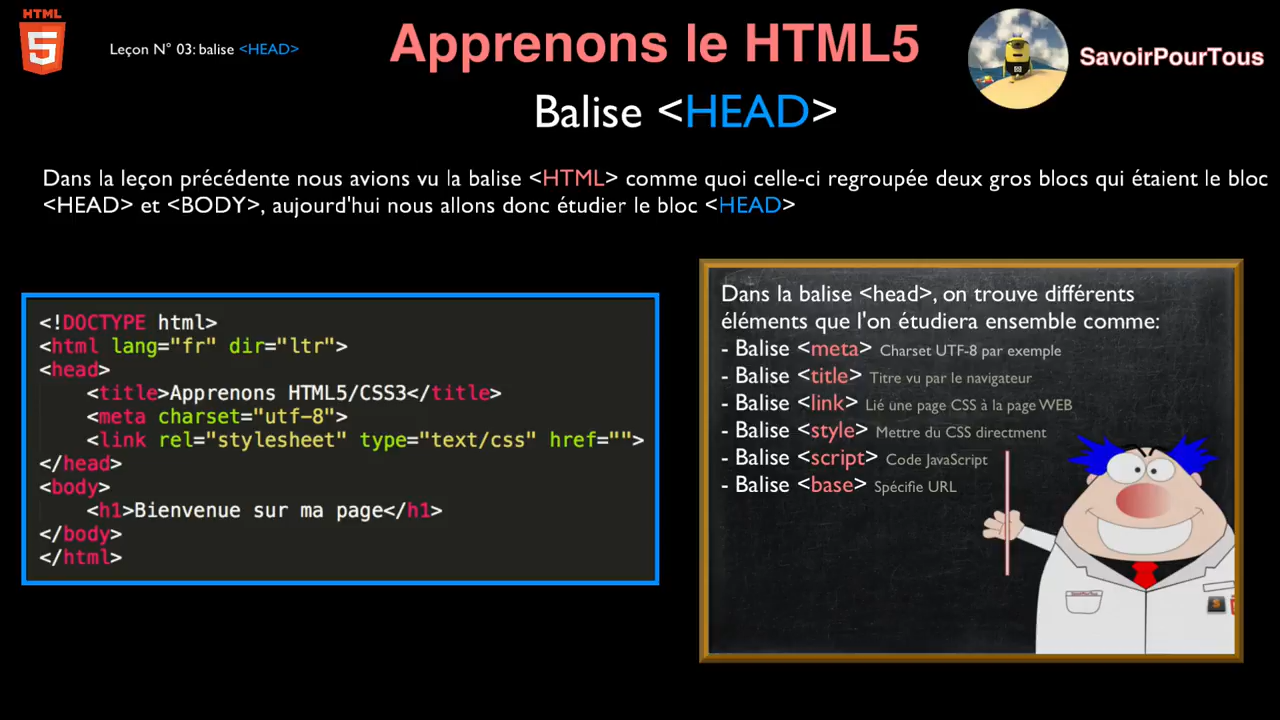 HTML
5
Leçon N° 03: balise <HEAD>
Apprenons le HTML5
SavoirPourTous
Balise <HEAD>
Dans la leçon précédente nous avions vu la balise <HTML> comme quoi celle-ci regroupée deux gros blocs qui étaient le bloc
<HEAD> et <BODY>, aujourd'hui nous allons donc étudier le bloc <HEAD>
<!DOCTYPE html>
<html lang="fr" dir="ltr">
<head>
    <title>Apprenons HTML5/CSS3</title>
    <meta charset="utf-8">
    <link rel="stylesheet" type="text/css" href="">
</head>
<body>
    <h1>Bienvenue sur ma page</h1>
</body>
</html>
Dans la balise <head>, on trouve différents
éléments que l'on étudiera ensemble comme:
- Balise <meta> Charset UTF-8 par exemple
- Balise <title> Titre vu par le navigateur
- Balise <link> Lié une page CSS à la page WEB
- Balise <style> Mettre du CSS directment
- Balise <script> Code JavaScript
- Balise <base> Spécifie URL